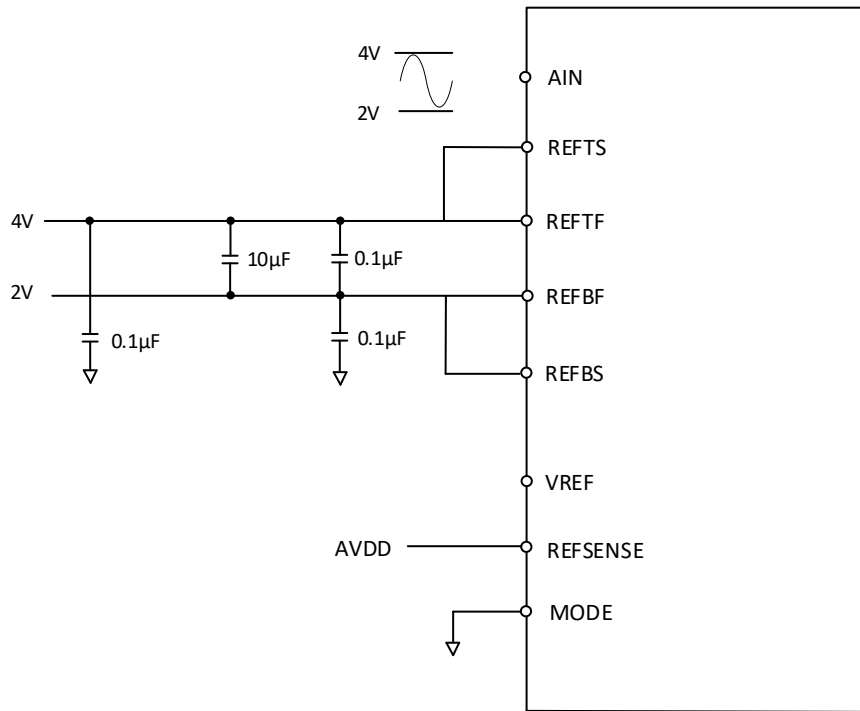 4V
AIN
2V
REFTS
4V
REFTF
10µF
0.1µF
2V
REFBF
0.1µF
0.1µF
REFBS
VREF
AVDD
REFSENSE
MODE